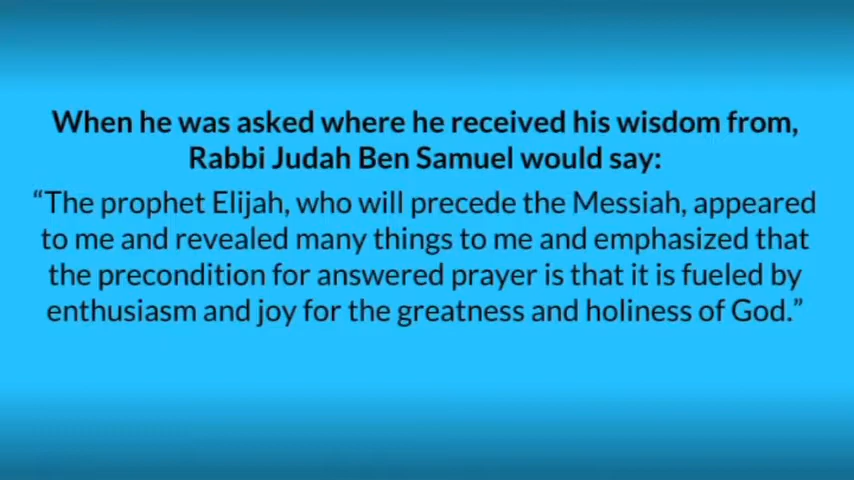 When he was asked where he received his wisdom from,
Rabbi Judah Ben Samuel would say:
“The prophet Elijah, who will precede the Messiah, appeared
to me and revealed many things to me and emphasized that
the precondition for answered prayer is that it is fueled by
enthusiasm and joy for the greatness and holiness of God.”